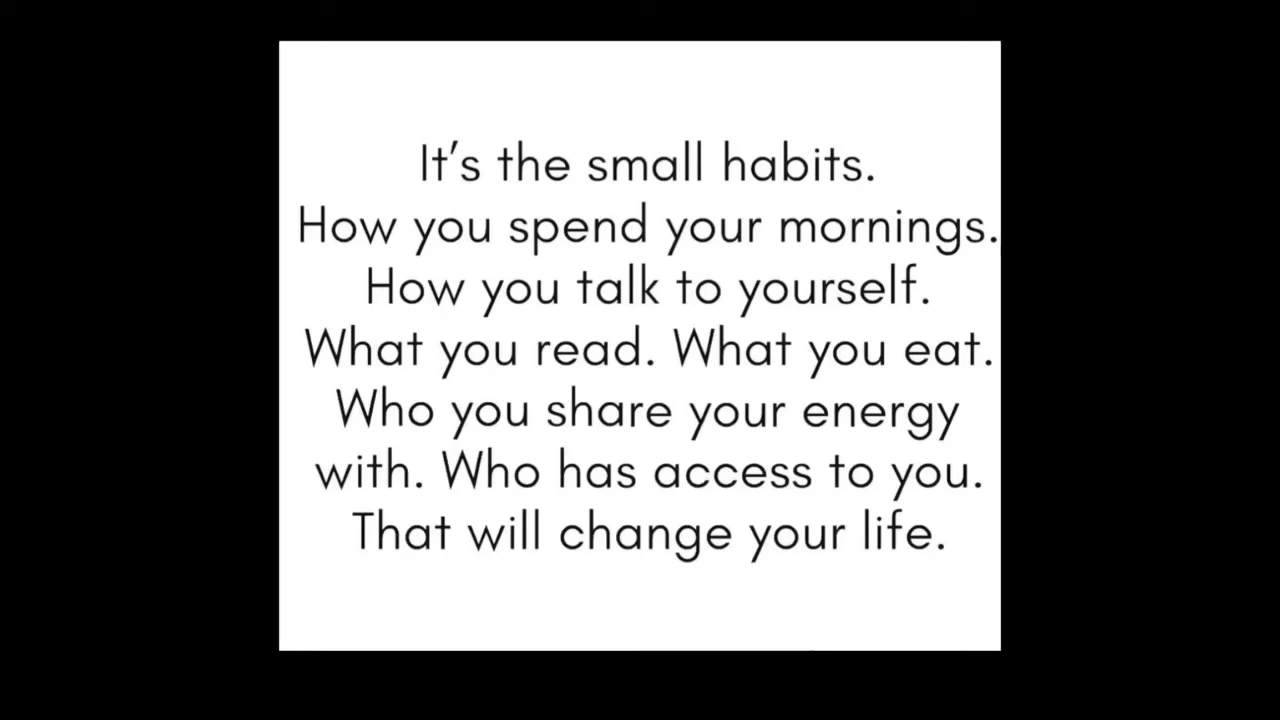 It’s the small habits.
How you spend your mornings.
How you talk to yourself.
What you read. What you eat.
Who you share your energy
with. Who has access to you.
That will change your life.